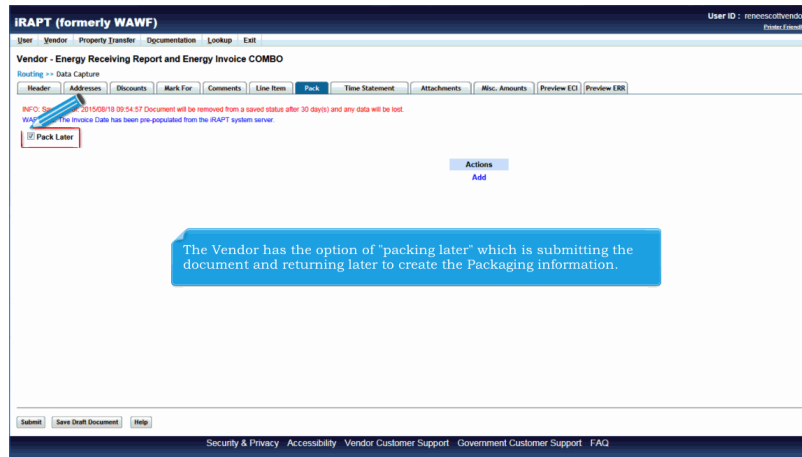 iRAPT (formerly WAWF)
User ID : reneescottvendo
Printer Friend
User Vendor Property Transfer Documentation Lookup Exit
Vendor - Energy Receiving Report and Energy Invoice COMBO
Routing >> Data Capture
Header Addresses Discounts Mark For Comments Line Item Pack Time Statement Attachments Misc. Amounts Preview ECI Preview ERR
INFO: 2015/08/18 09:54:57 Document will be removed from a saved status after 30 day(s) and any data will be lost.
The Invoice Date has been pre-populated from the iRAPT system server.
Pack Later
Actions
Add
The Vendor has the option of "packing later" which is submitting the
document and returning later to create the Packaging information.
Submit Save Draft Document Help
Security & Privacy Accessibility Vendor Customer Support Government Customer Support FAQ